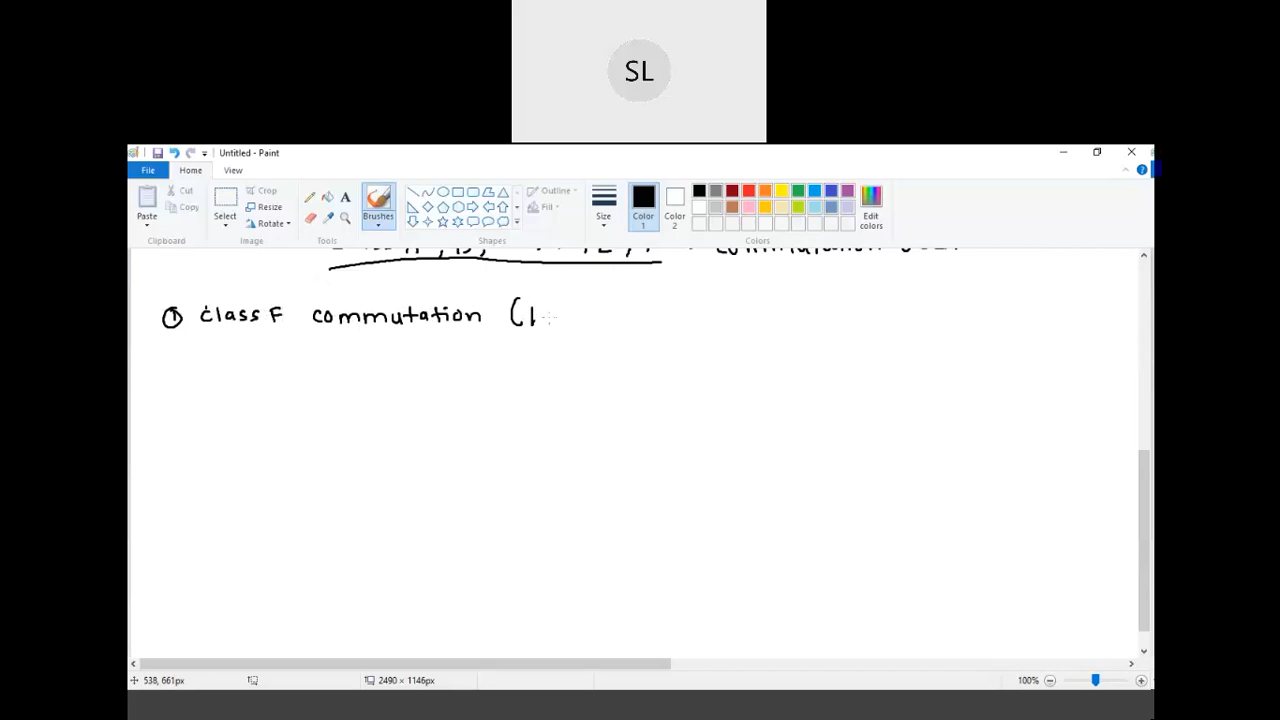 SL
Untitled - Paint
File Home View
Cut
Copy
Paste
Clipboard
Crop
Resize
Rotate
Select
Image
Tools
Brushes
Outline
Fill
Shapes
Size
Color 1
Color 2
Edit colors
Colors
① class F commutation (
538, 661px
2490 × 1146px
100%